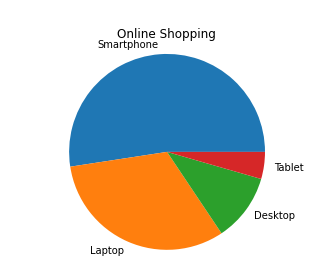 Online Shopping
Smartphone
Tablet
Desktop
Laptop